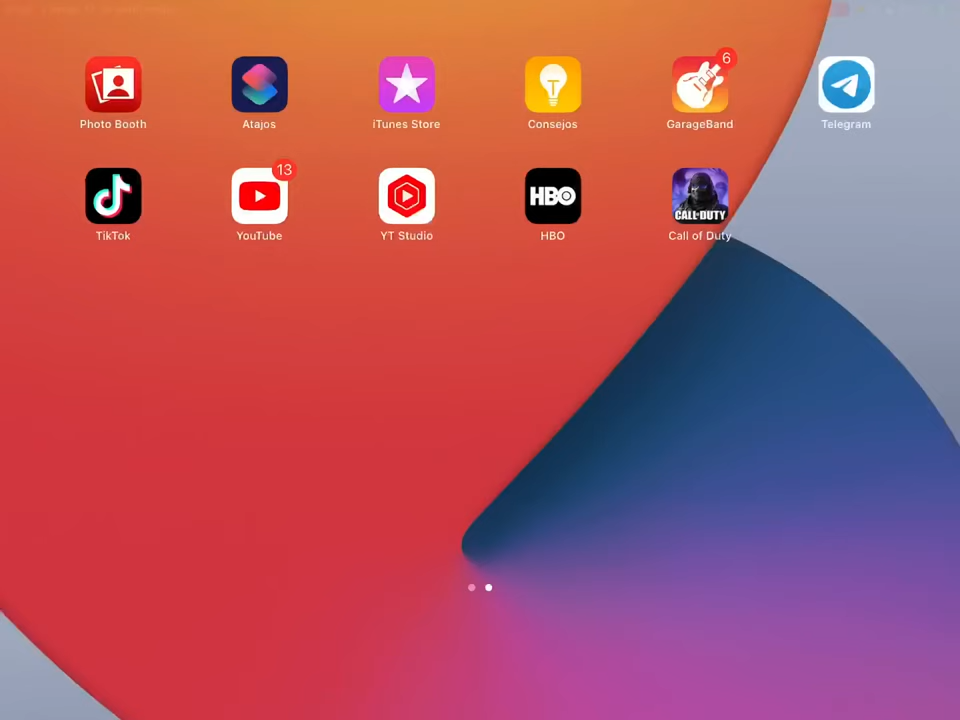 Photo Booth
Atajos
iTunes Store
Consejos
6
GarageBand
Telegram
TikTok
13
YouTube
YT Studio
HBO
HBO
CALL DUTY
Call of Duty